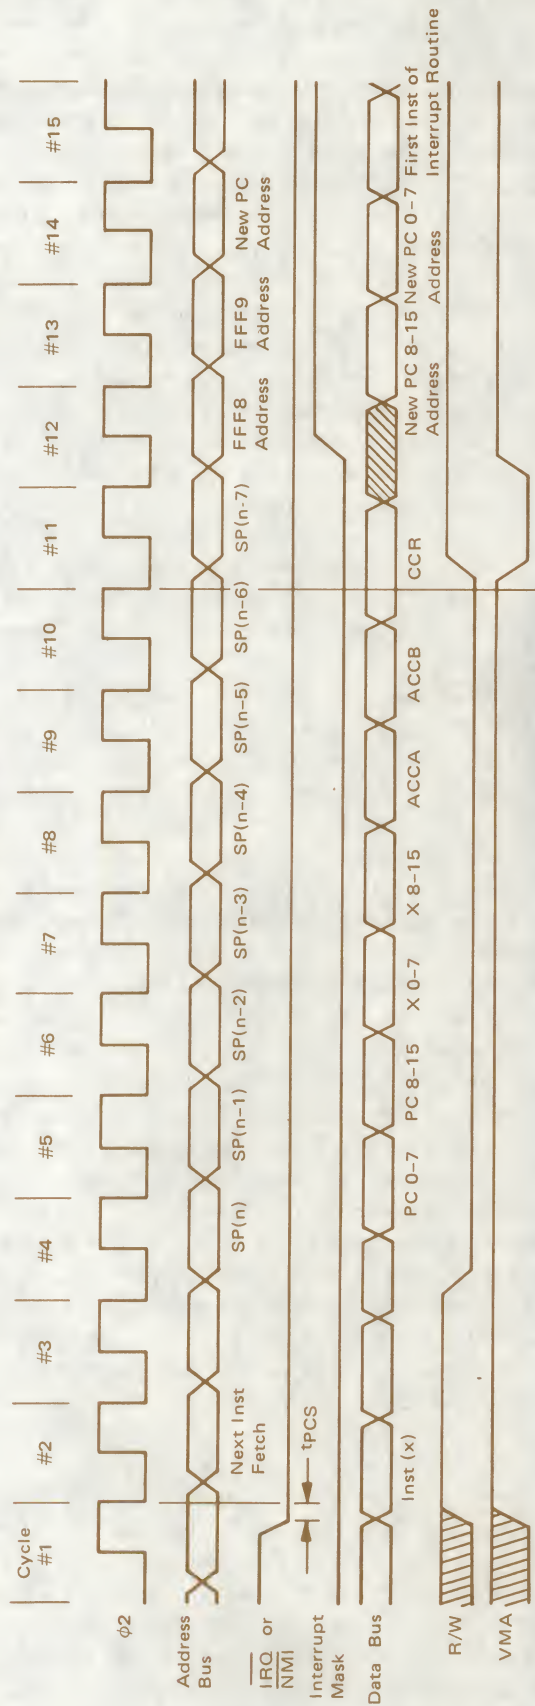 Cycle
#1 #2 #3 #4 #5 #6 #7 #8 #9 #10 #11 #12 #13 #14 #15
ϕ2
Address
Bus
Next Inst
Fetch
SP(n) SP(n-1) SP(n-2) SP(n-3) SP(n-4) SP(n-5) SP(n-6) SP(n-7)
FFF8
Address
FFF9
Address
New PC
Address
IRQ or
NMI
tPCS
Interrupt
Mask
Data Bus
Inst (x) PC 0-7 PC 8-15 X 0-7 X 8-15 ACCA ACCB CCR
New PC 8-15
Address
New PC 0-7
Address
First Inst of
Interrupt Routine
R/W
VMA